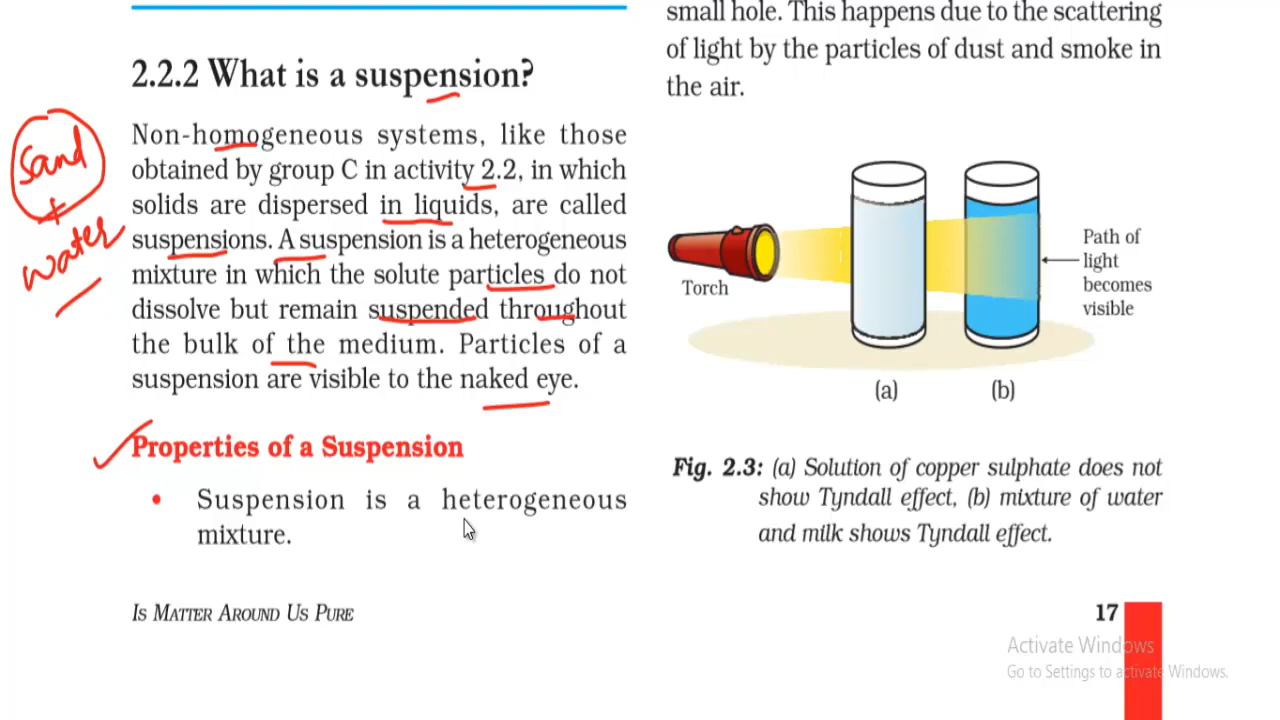 2.2.2 What is a suspension?
Non-homogeneous systems, like those
obtained by group C in activity 2.2, in which
solids are dispersed in liquids, are called
suspensions. A suspension is a heterogeneous
mixture in which the solute particles do not
dissolve but remain suspended throughout
the bulk of the medium. Particles of a
suspension are visible to the naked eye.
Sand
+
water
Properties of a Suspension
• Suspension is a heterogeneous
mixture.
IS MATTER AROUND US PURE
small hole. This happens due to the scattering
of light by the particles of dust and smoke in
the air.
Torch
Path of
light
becomes
visible
(a)
(b)
Fig. 2.3: (a) Solution of copper sulphate does not
show Tyndall effect, (b) mixture of water
and milk shows Tyndall effect.
17
Activate Windows
Go to Settings to activate Windows.